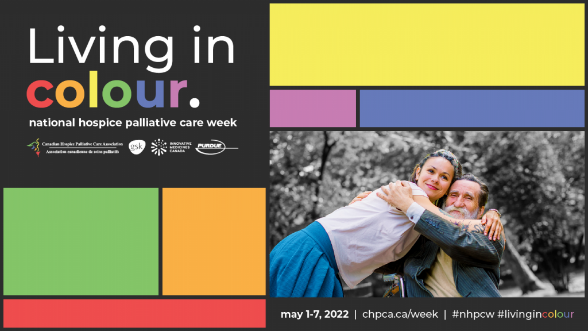 Living in
colour.
national hospice palliative care week
Canadian Hospice Palliative Care Association
Association canadienne de soins palliatifs
gsk
INNOVATIVE
MEDICINES
CANADA
PURDUE
may 1-7, 2022 | chpca.ca/week | #nhpcw #livingincolour